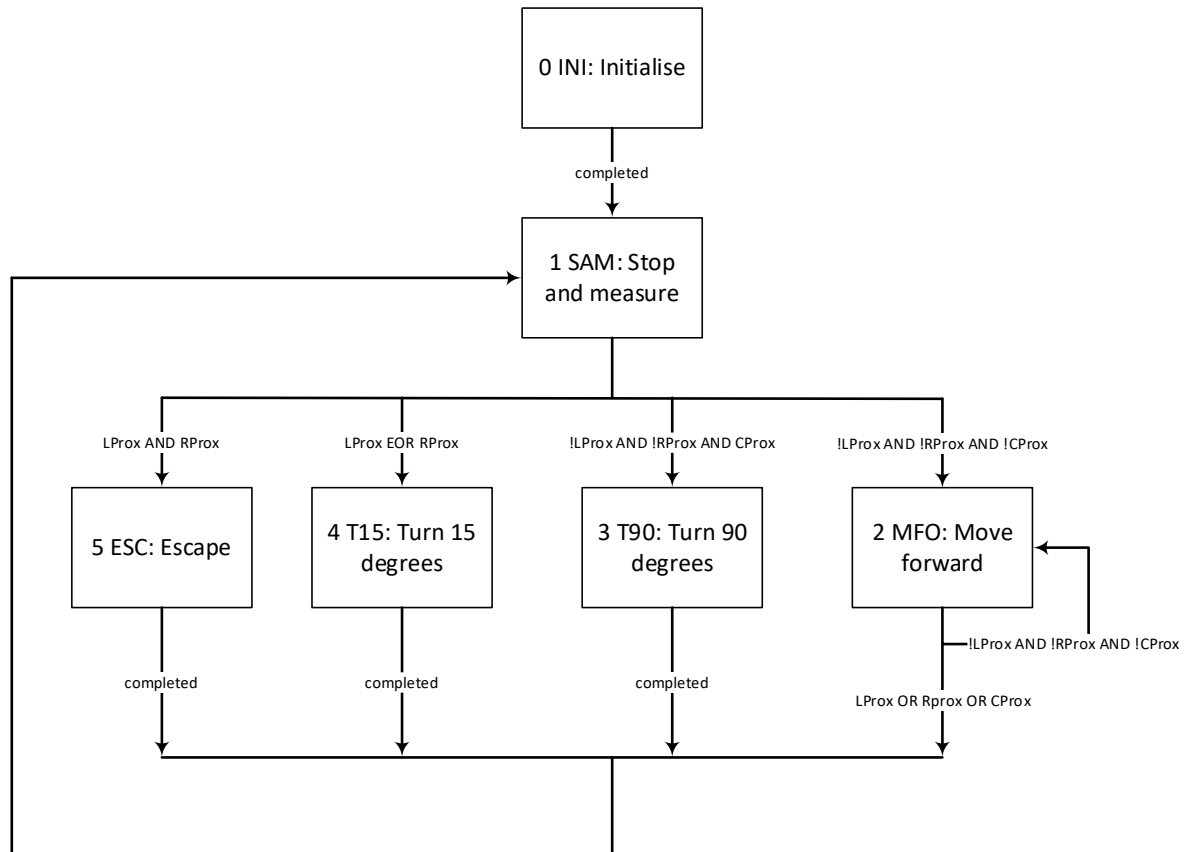 0 INI: Initialise
completed
1 SAM: Stop
and measure
LProx AND RProx
LProx EOR RProx
!LProx AND !RProx AND CProx
!LProx AND !RProx AND !CProx
5 ESC: Escape
4 T15: Turn 15
degrees
3 T90: Turn 90
degrees
2 MFO: Move
forward
!LProx AND !RProx AND !CProx
completed
completed
completed
LProx OR Rprox OR CProx